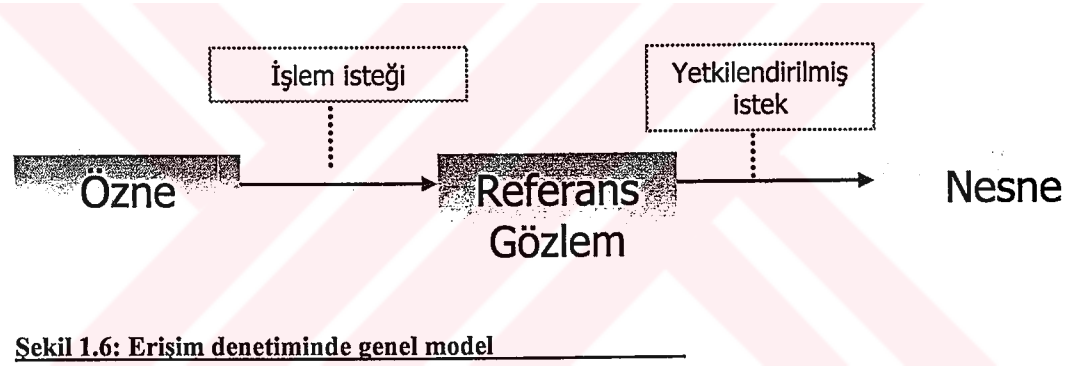 İşlem isteği
Yetkilendirilmiş
istek
Özne
Referans
Gözlem
Nesne
Şekil 1.6: Erişim denetiminde genel model